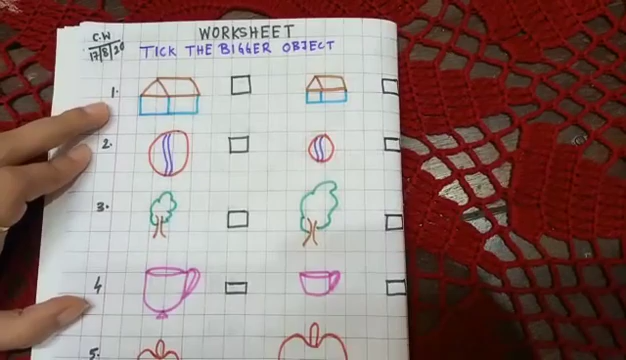 C.W
17/8/20
WORKSHEET
TICK THE BIGGER OBJECT
1.
2.
3.
4
5.